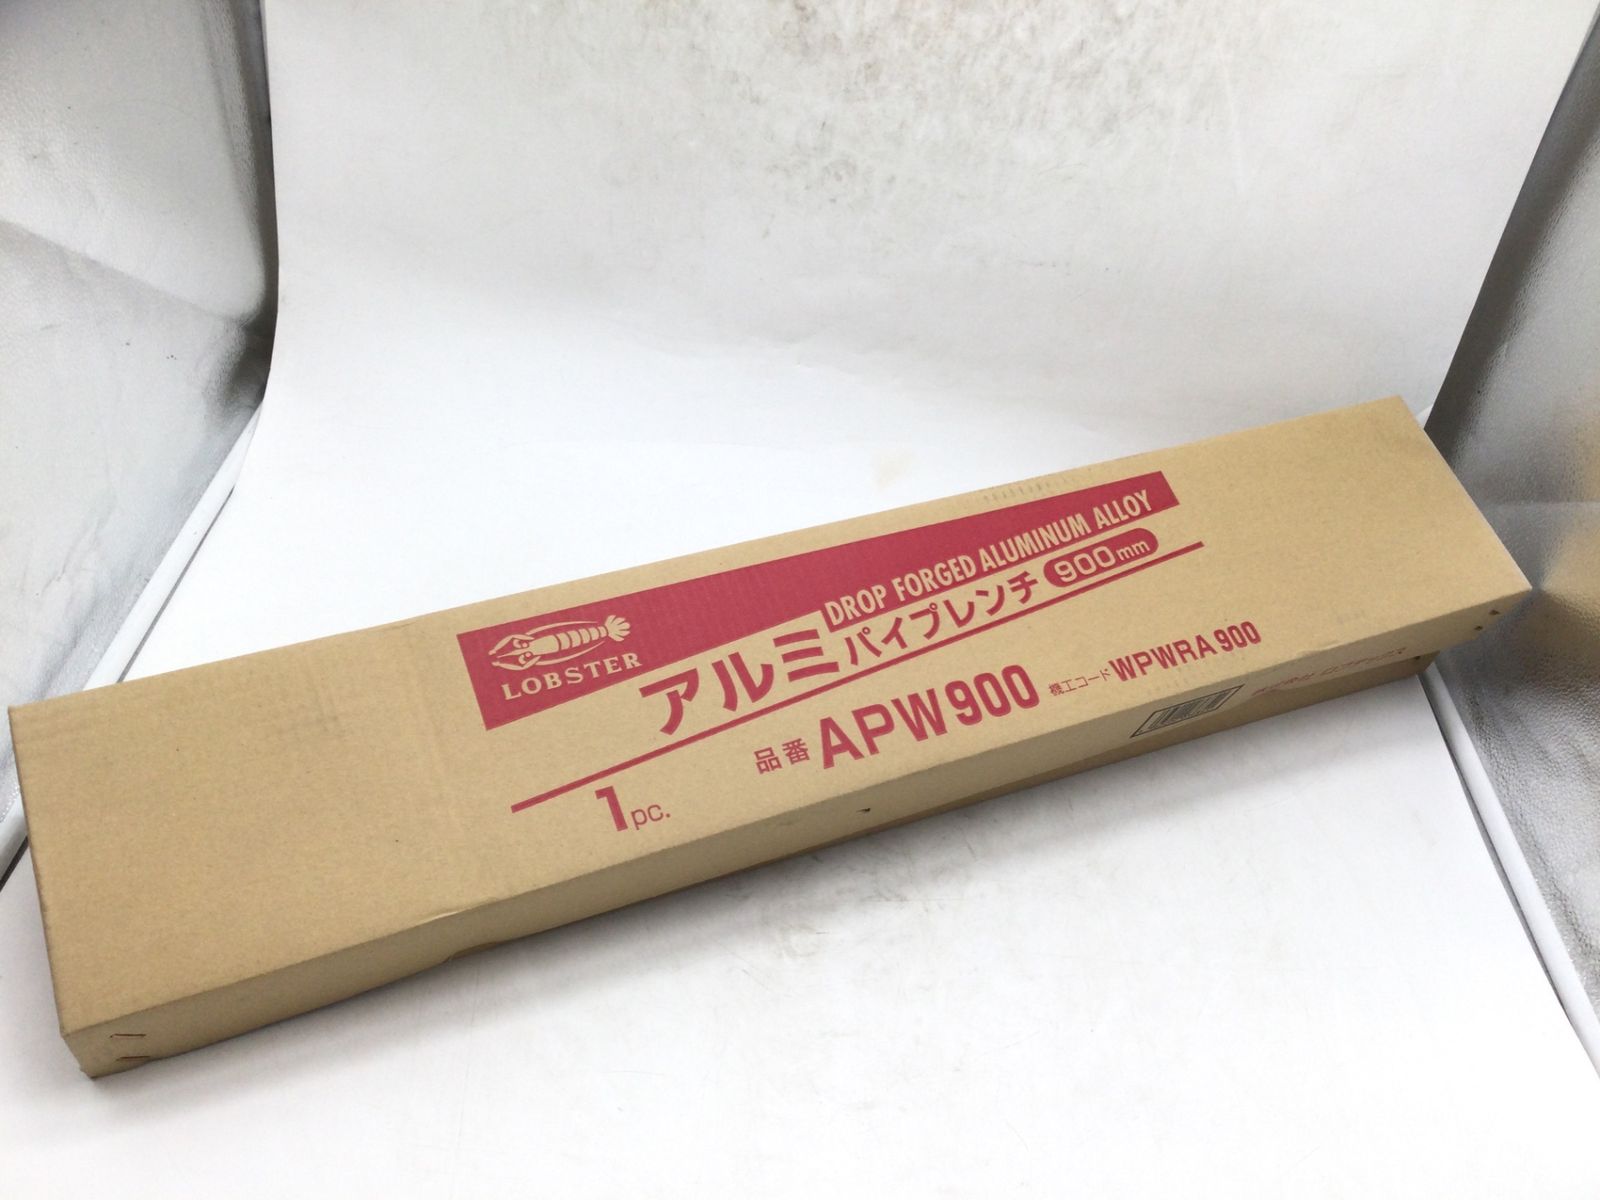 LOBSTER
DROP FORGED ALUMINUM ALLOY
アルミパイプレンチ 900mm
品番 APW900 機工コード WPWRA900
1pc.